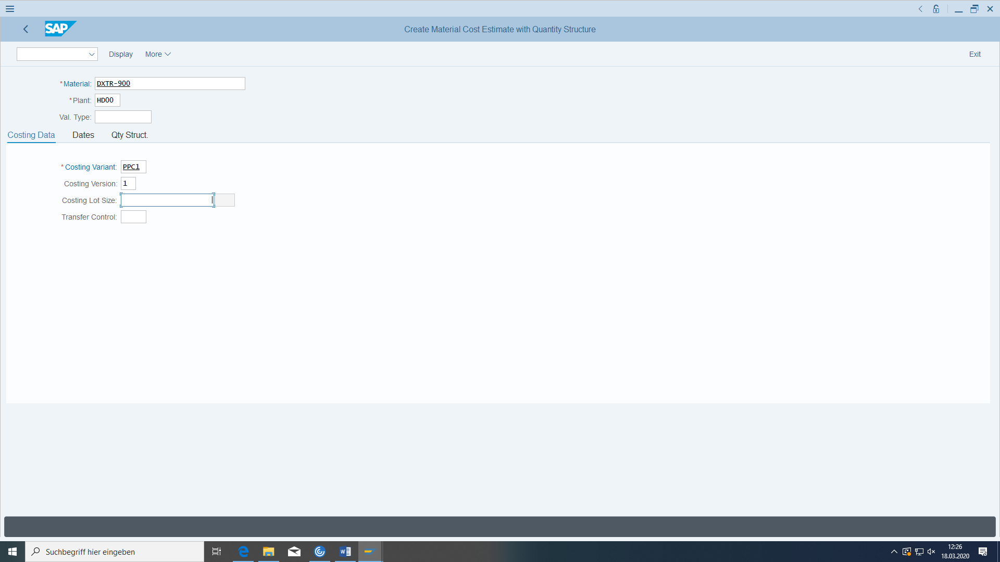 SAP
Create Material Cost Estimate with Quantity Structure
Display More Exit
*Material: DXTR-900
*Plant: HD00
Val. Type:
Costing Data Dates Qty Struct.
* Costing Variant: PPC1
Costing Version: 1
Costing Lot Size:
Transfer Control:
Suchbegriff hier eingeben
12:26
18.03.2020